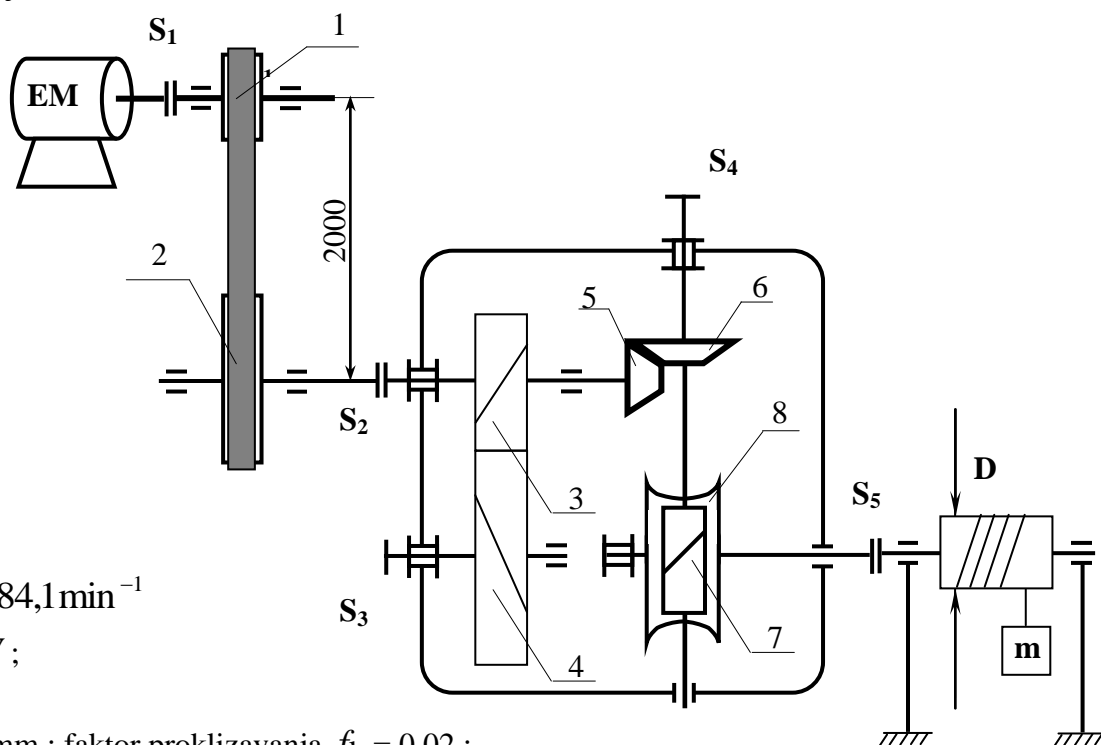 S₁
1
EM
S₄
2000
2
5
6
S₂
8
3
S₅
D
84,1 min⁻¹
S₃
7
m
4
mm ; faktor proklizavanja
= 0,02 ;